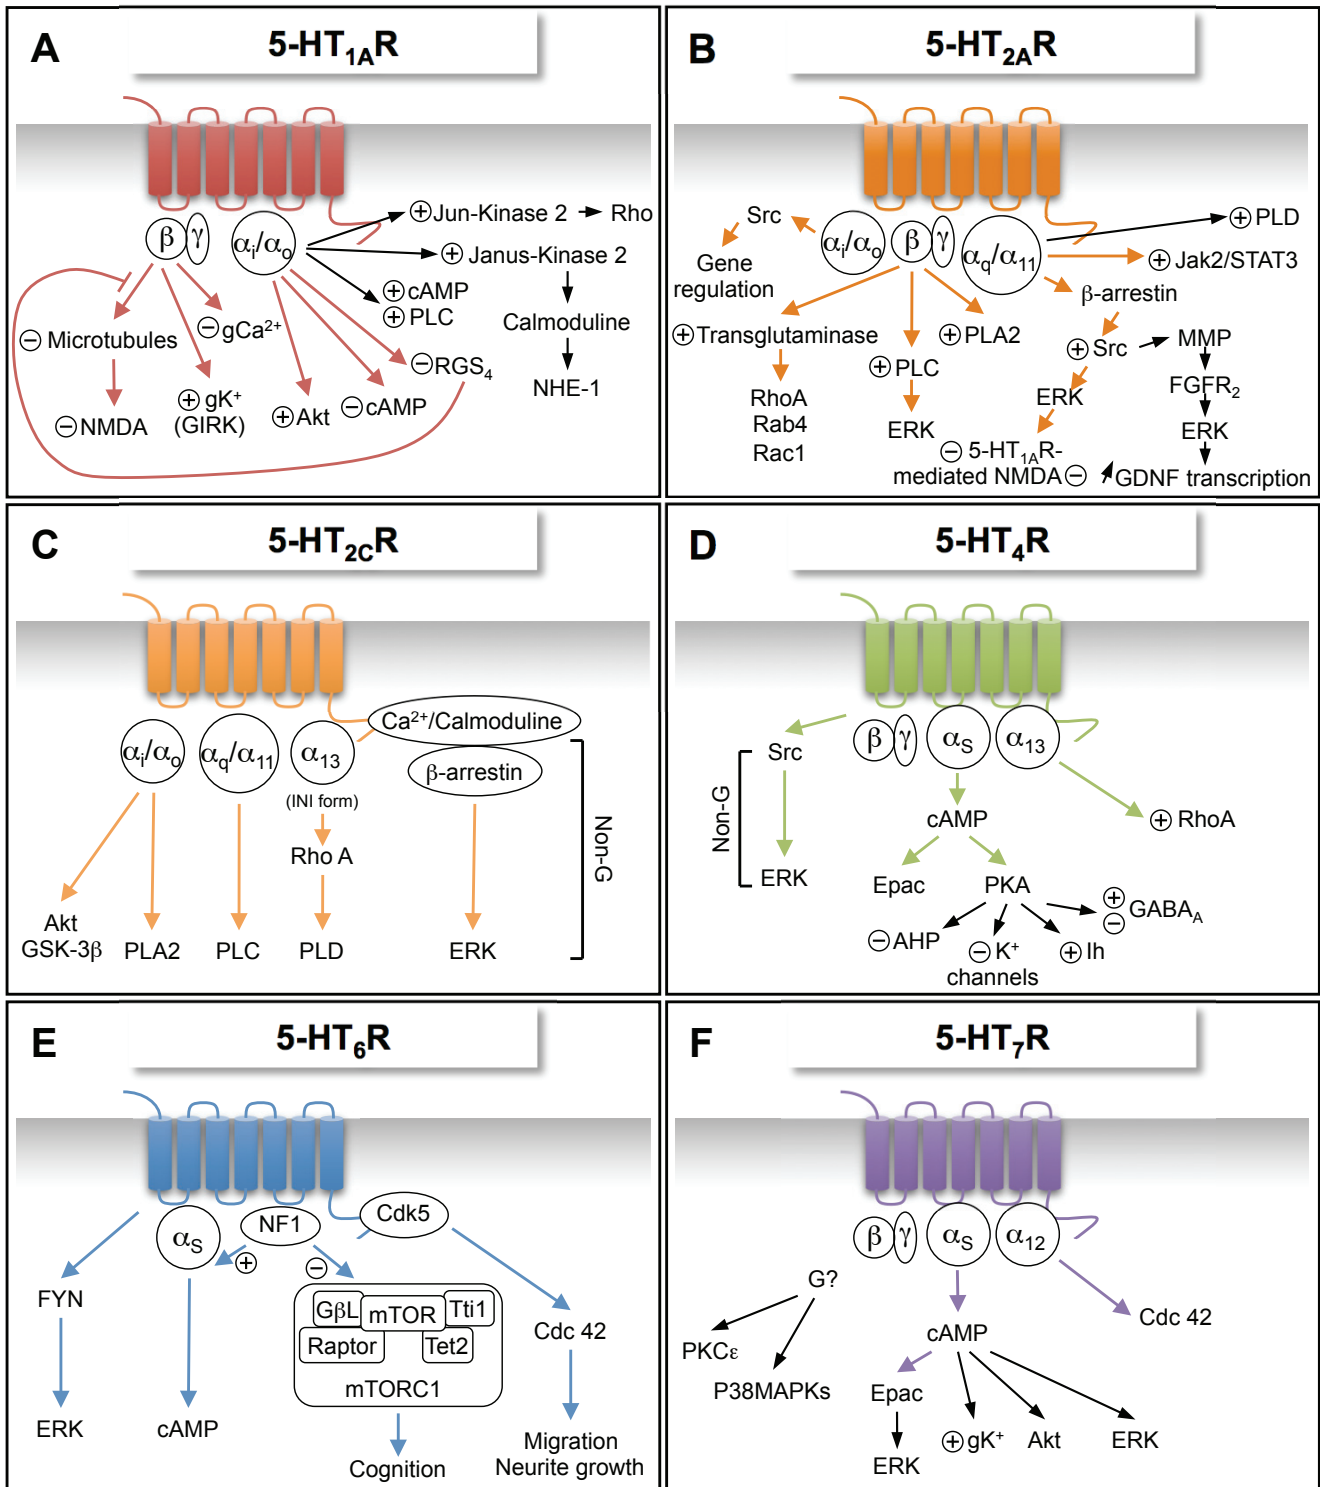 A
5-HT1AR
β γ αi/αo
⊕Jun-Kinase 2 → Rho
⊕ Janus-Kinase 2
⊕cAMP
⊕ PLC
Calmoduline
NHE-1
⊖ Microtubules
⊖gCa2+
⊖RGS4
⊖NMDA
⊕ gK+
(GIRK)
⊕Akt
⊖cAMP
B
5-HT2AR
Src
αi/αo β γ αq/α11
⊕ PLD
⊕ Jak2/STAT3
Gene
regulation
β-arrestin
⊕ Transglutaminase
⊕ PLA2
⊕ Src
MMP
⊕ PLC
FGFR2
RhoA
Rab4
Rac1
ERK
ERK
ERK
⊖ 5-HT1AR-
mediated NMDA ⊖
GDNF transcription
C
5-HT2CR
Ca2+/Calmoduline
αi/αo αq/α11 α13
β-arrestin
(INI form)
Rho A
Non-G
Akt
GSK-3β
PLA2
PLC
PLD
ERK
D
5-HT4R
Src
β γ αS α13
Non-G
cAMP
⊕ RhoA
ERK
Epac
PKA
⊕
⊖
GABAA
⊖ AHP
⊖ K+
channels
⊕ Ih
E
5-HT6R
αS
NF1
Cdk5
⊕
⊖
FYN
GβL mTOR Tti1
Raptor Tet2
mTORC1
Cdc 42
ERK
cAMP
Cognition
Migration
Neurite growth
F
5-HT7R
β γ αS α12
G?
PKCε
P38MAPKs
cAMP
Cdc 42
Epac
ERK
⊕ gK+
Akt
ERK